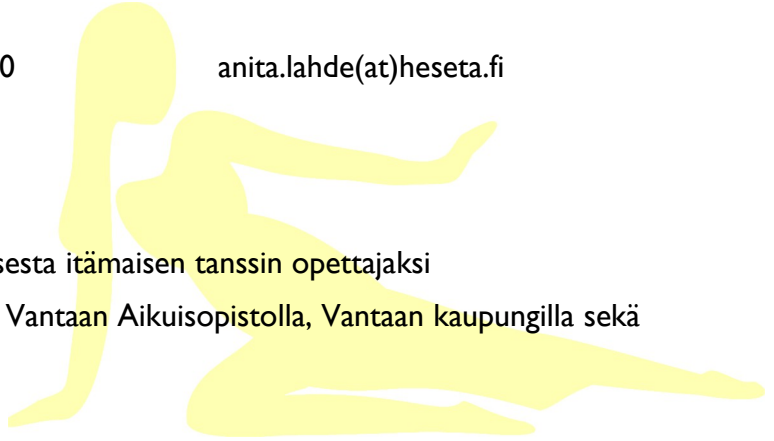 0 anita.lahde(at)heseta.fi
sesta itämaisen tanssin opettajaksi
Vantaan Aikuisopistolla, Vantaan kaupungilla sekä